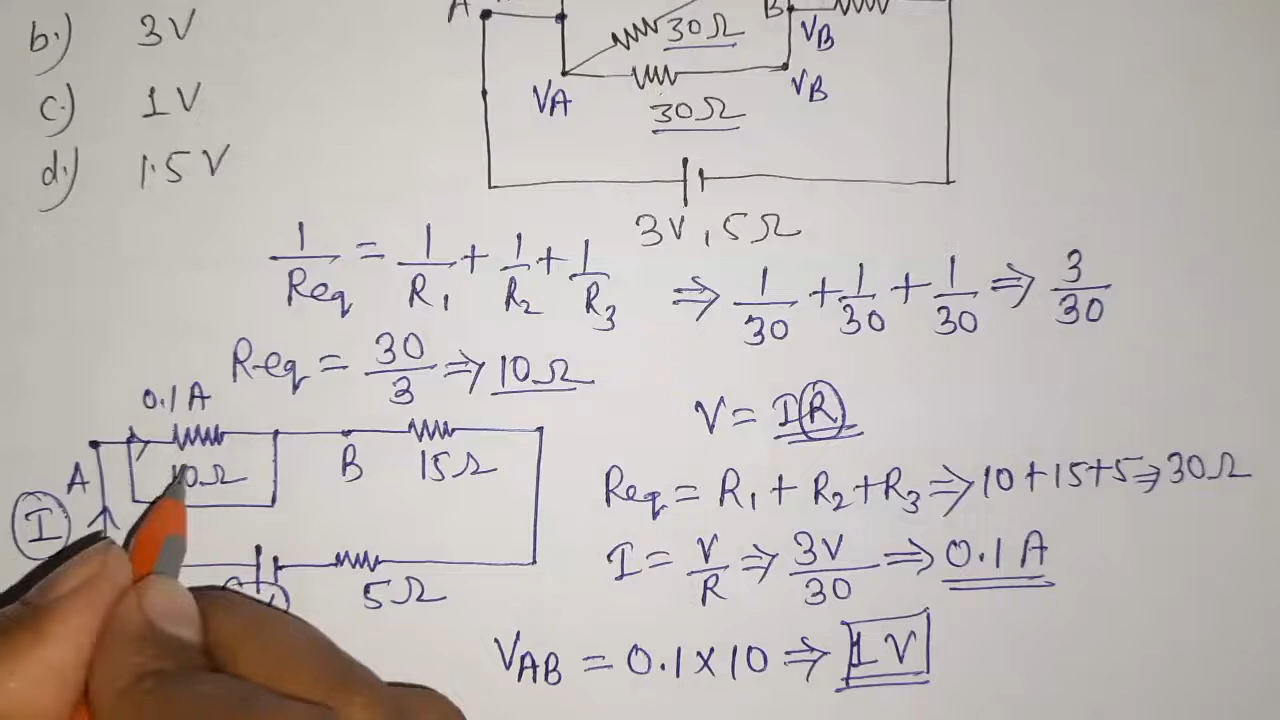 A
B
b.) 3V
30Ω
VB
c.) 1V
VA
30Ω
VB
d.) 1.5V
3V, 5Ω
1/Req = 1/R1 + 1/R2 + 1/R3 ⇒ 1/30 + 1/30 + 1/30 ⇒ 3/30
Req = 30/3 ⇒ 10Ω
0.1A
V = IR
A
10Ω
B
15Ω
Req = R1 + R2 + R3 ⇒ 10+15+5 ⇒ 30Ω
I
I = V/R ⇒ 3V/30 ⇒ 0.1A
5Ω
VAB = 0.1 × 10 ⇒ 1V